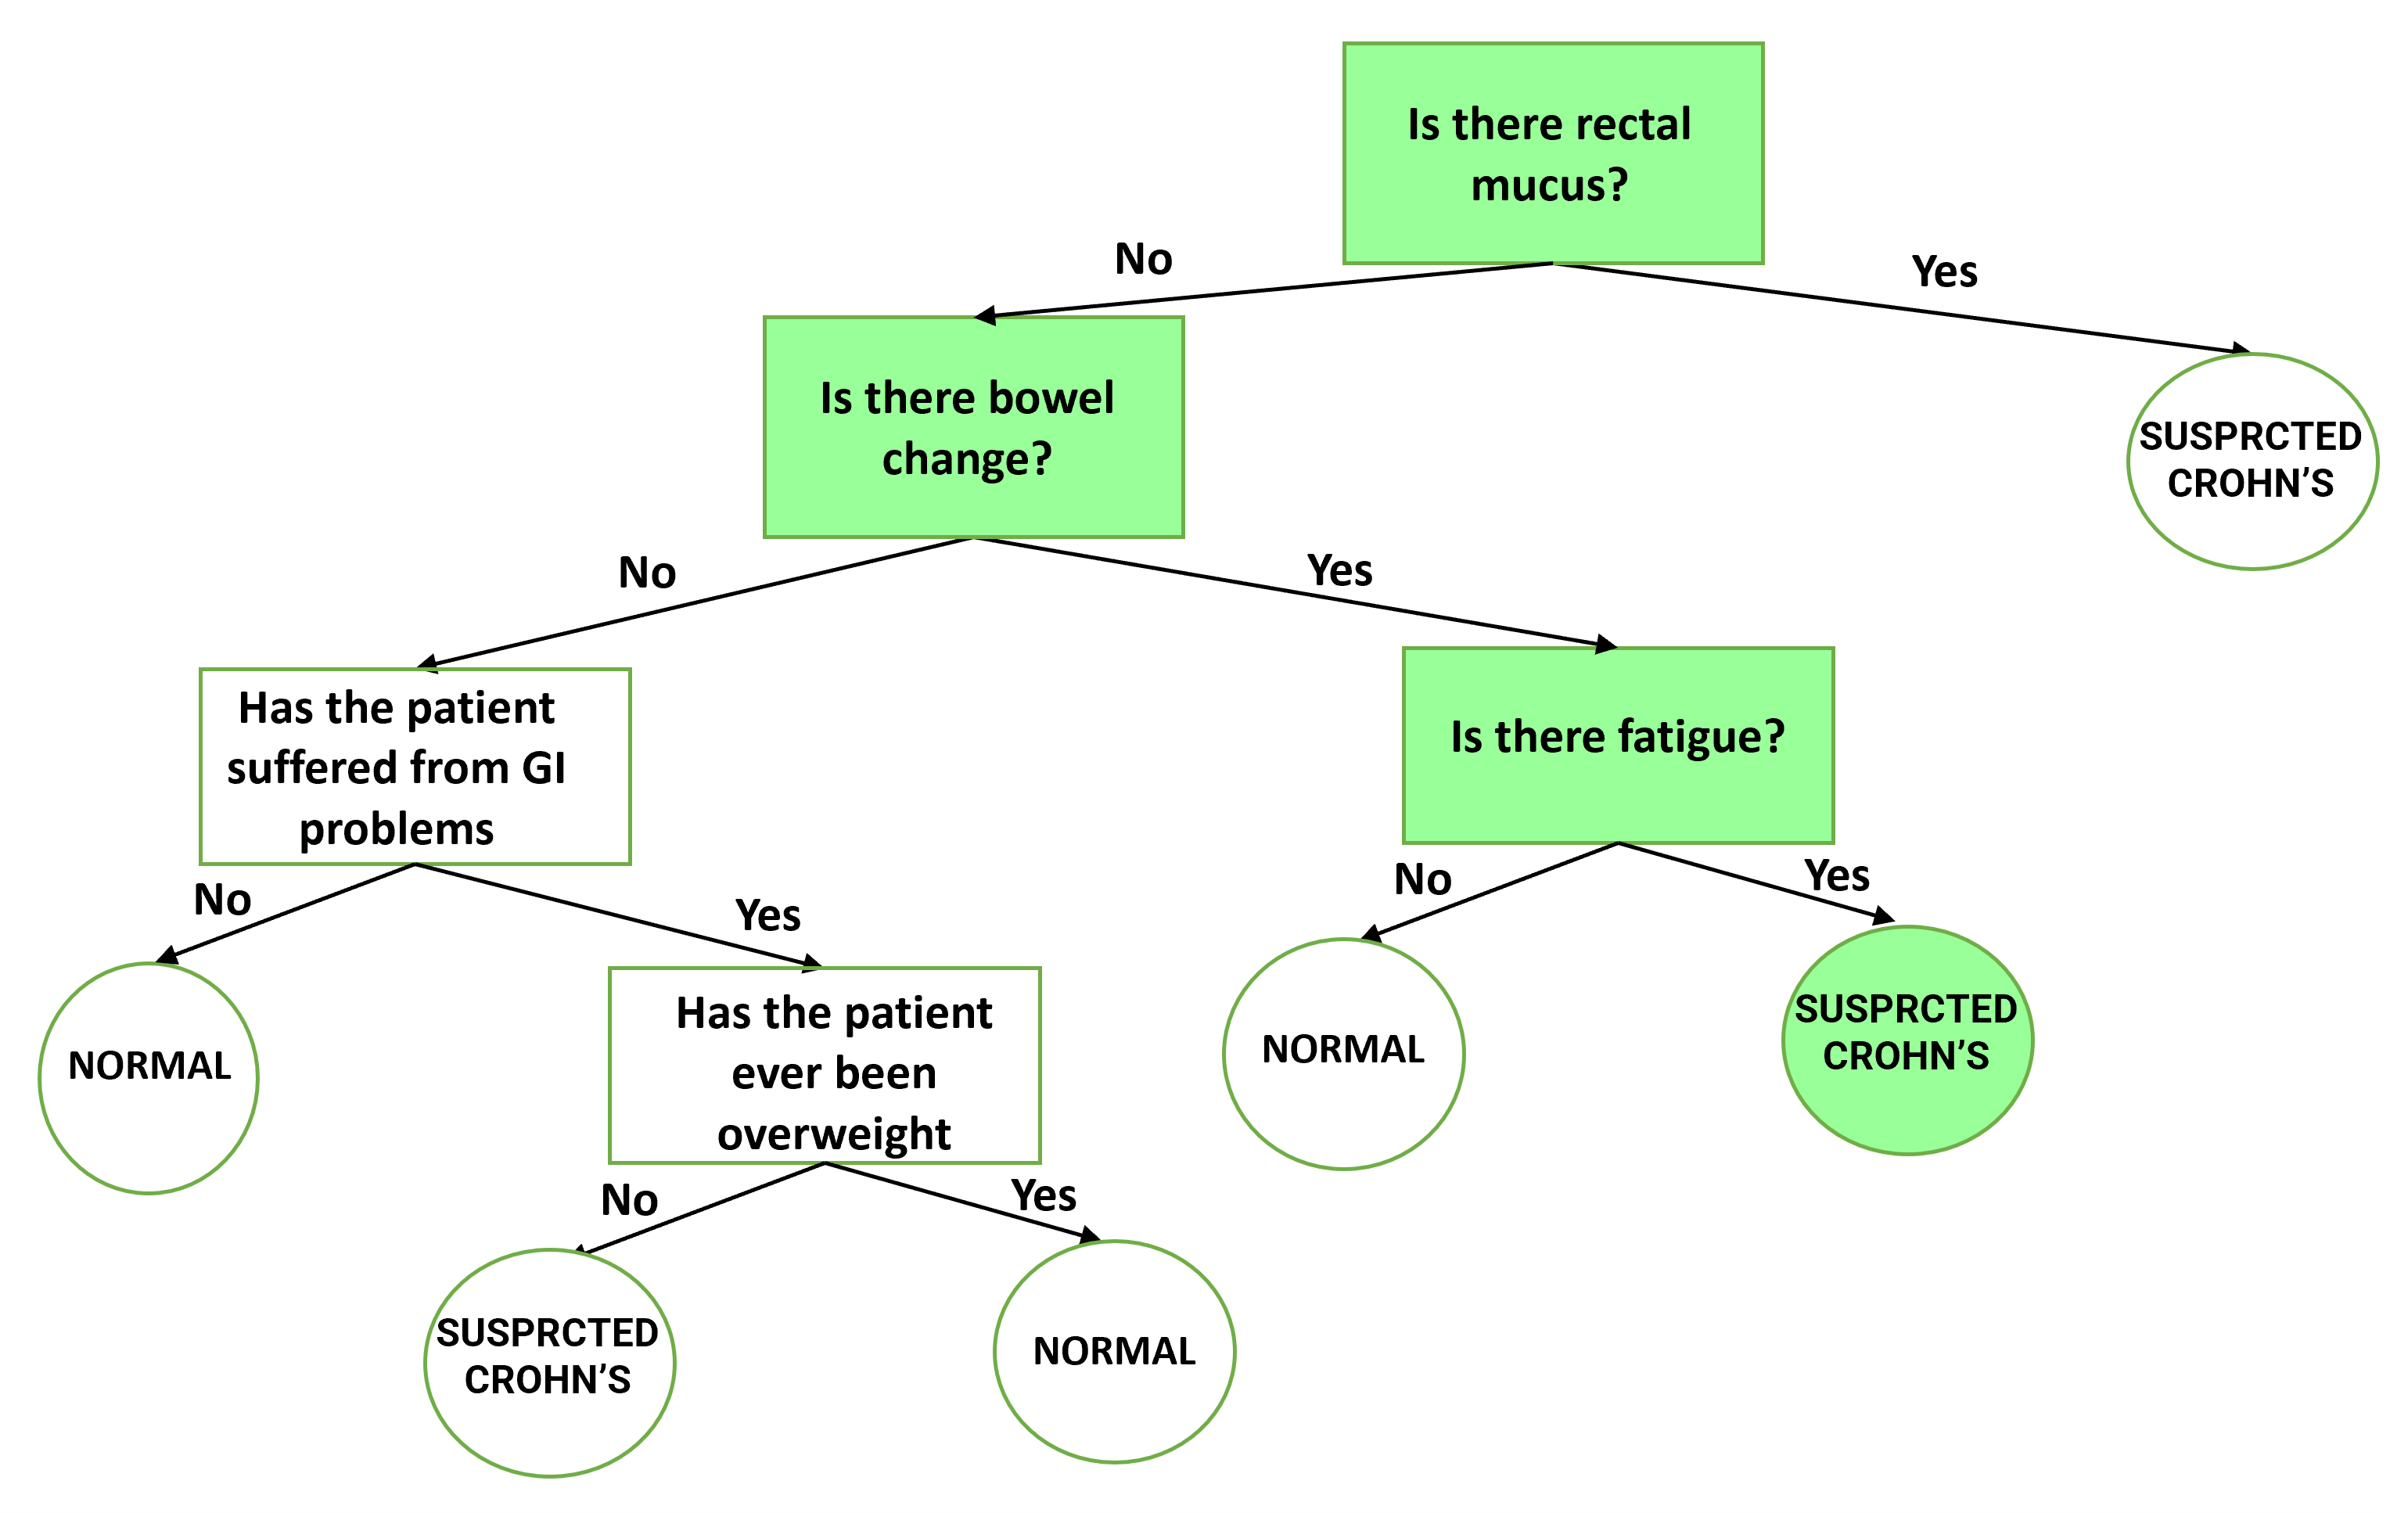 Is there rectal
mucus?
No
Yes
Is there bowel
change?
SUSPRCTED
CROHN’S
No
Yes
Has the patient
suffered from GI
problems
Is there fatigue?
No
Yes
No
Yes
NORMAL
Has the patient
ever been
overweight
NORMAL
SUSPRCTED
CROHN’S
No
Yes
SUSPRCTED
CROHN’S
NORMAL